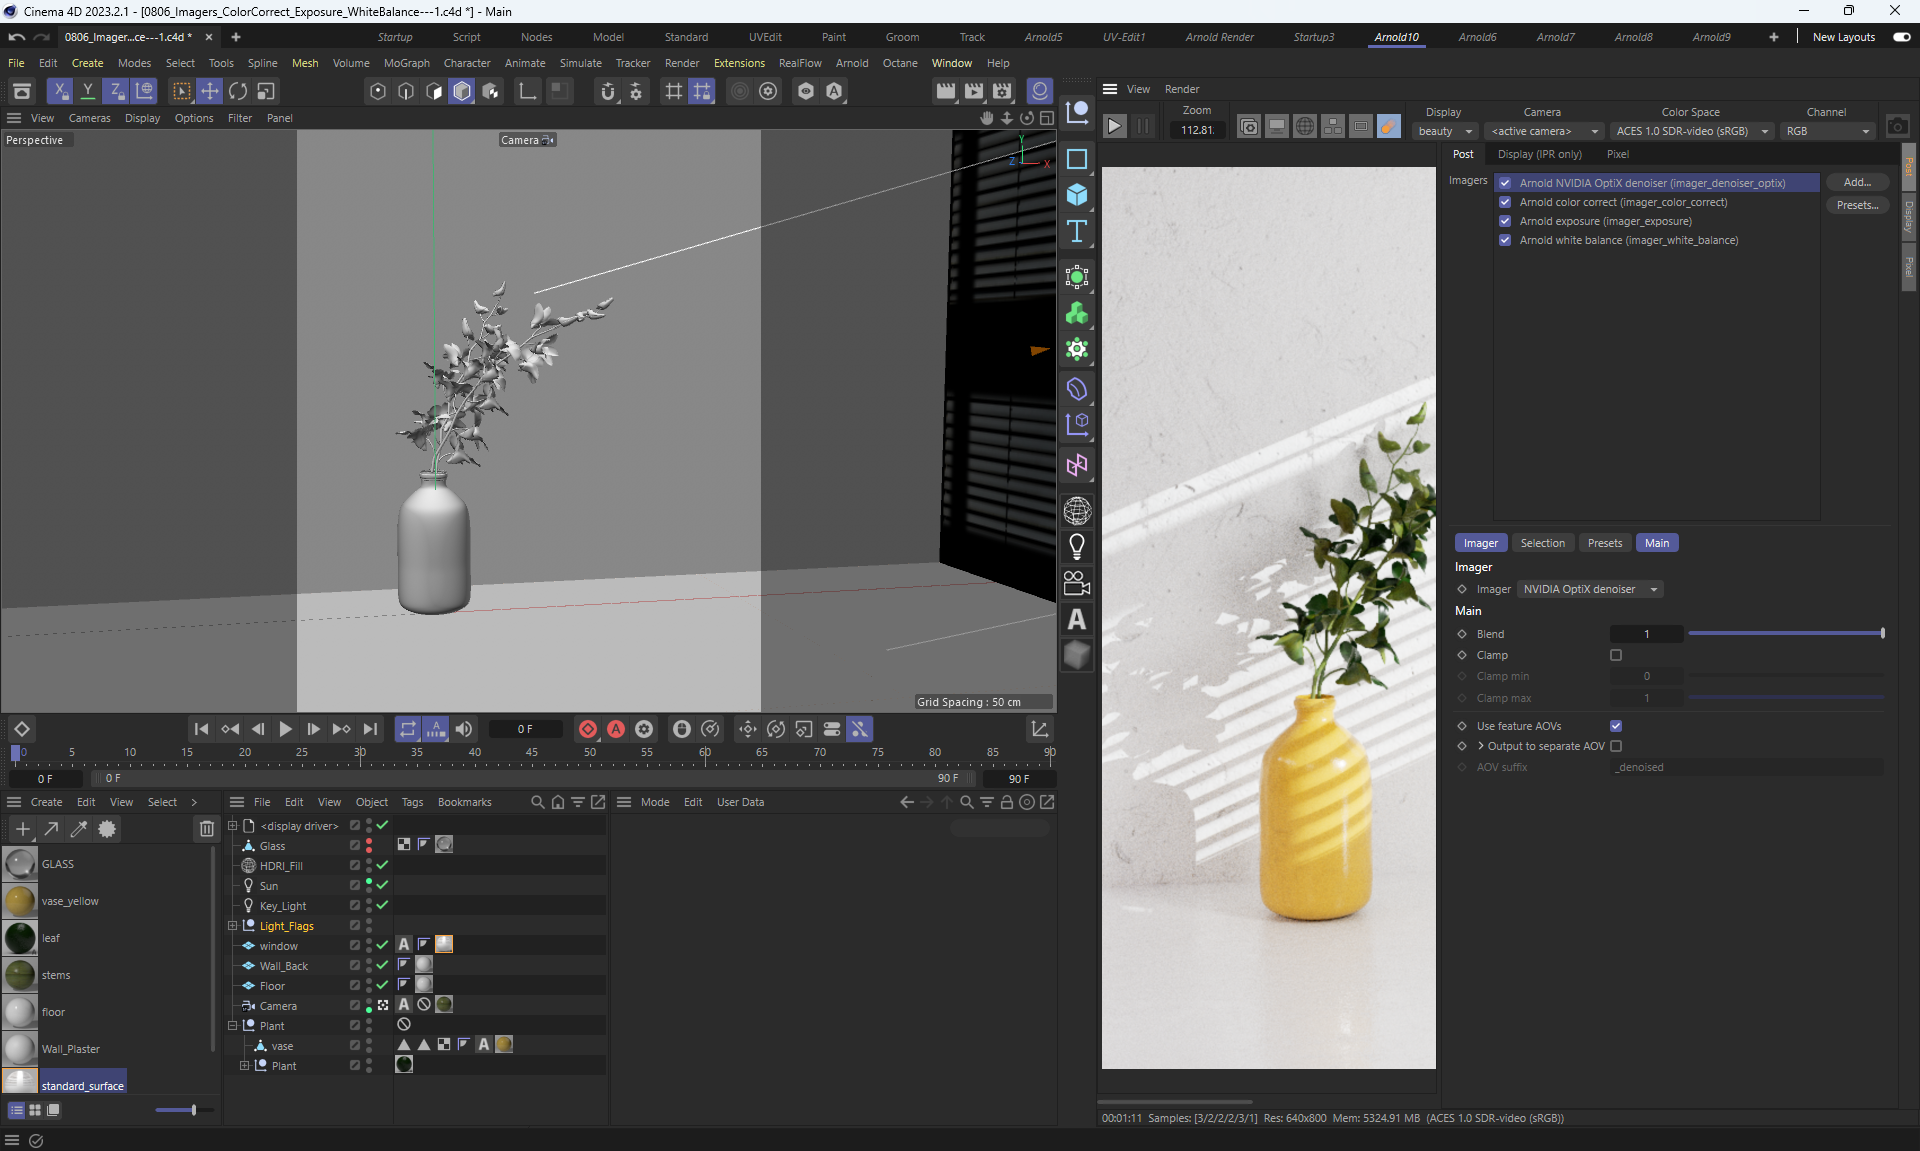 Cinema 4D 2023.2.1 - [0806_Imagers_ColorCorrect_Exposure_WhiteBalance---1.c4d *] - Main
0806_Imager...ce---1.c4d *
Startup Script Nodes Model Standard UVEdit Paint Groom Track Arnold5 UV-Edit1 Arnold Render Startup3 Arnold10 Arnold6 Arnold7 Arnold8 Arnold9 New Layouts
File Edit Create Modes Select Tools Spline Mesh Volume MoGraph Character Animate Simulate Tracker Render Extensions RealFlow Arnold Octane Window Help
X Y Z
View Cameras Display Options Filter Panel
Perspective
Camera
Y
Z X
Grid Spacing : 50 cm
View Render
Zoom
112.81
Display
beauty
Camera
<active camera>
Color Space
ACES 1.0 SDR-video (sRGB)
Channel
RGB
Post Display (IPR only) Pixel
Imagers
Arnold NVIDIA OptiX denoiser (imager_denoiser_optix)
Arnold color correct (imager_color_correct)
Arnold exposure (imager_exposure)
Arnold white balance (imager_white_balance)
Add...
Presets...
Post
Display
Pixel
Imager Selection Presets Main
Imager
Imager NVIDIA OptiX denoiser
Main
Blend 1
Clamp
Clamp min 0
Clamp max 1
Use feature AOVs
> Output to separate AOV
AOV suffix _denoised
00:01:11 Samples: [3/2/2/2/3/1] Res: 640x800 Mem: 5324.91 MB (ACES 1.0 SDR-video (sRGB))
0 F
0 5 10 15 20 25 30 35 40 45 50 55 60 65 70 75 80 85 90
0 F 0 F 90 F 90 F
Create Edit View Select >
GLASS
vase_yellow
leaf
stems
floor
Wall_Plaster
standard_surface
File Edit View Object Tags Bookmarks
<display driver>
Glass
HDRI_Fill
Sun
Key_Light
Light_Flags
window
Wall_Back
Floor
Camera
Plant
vase
Plant
Mode Edit User Data